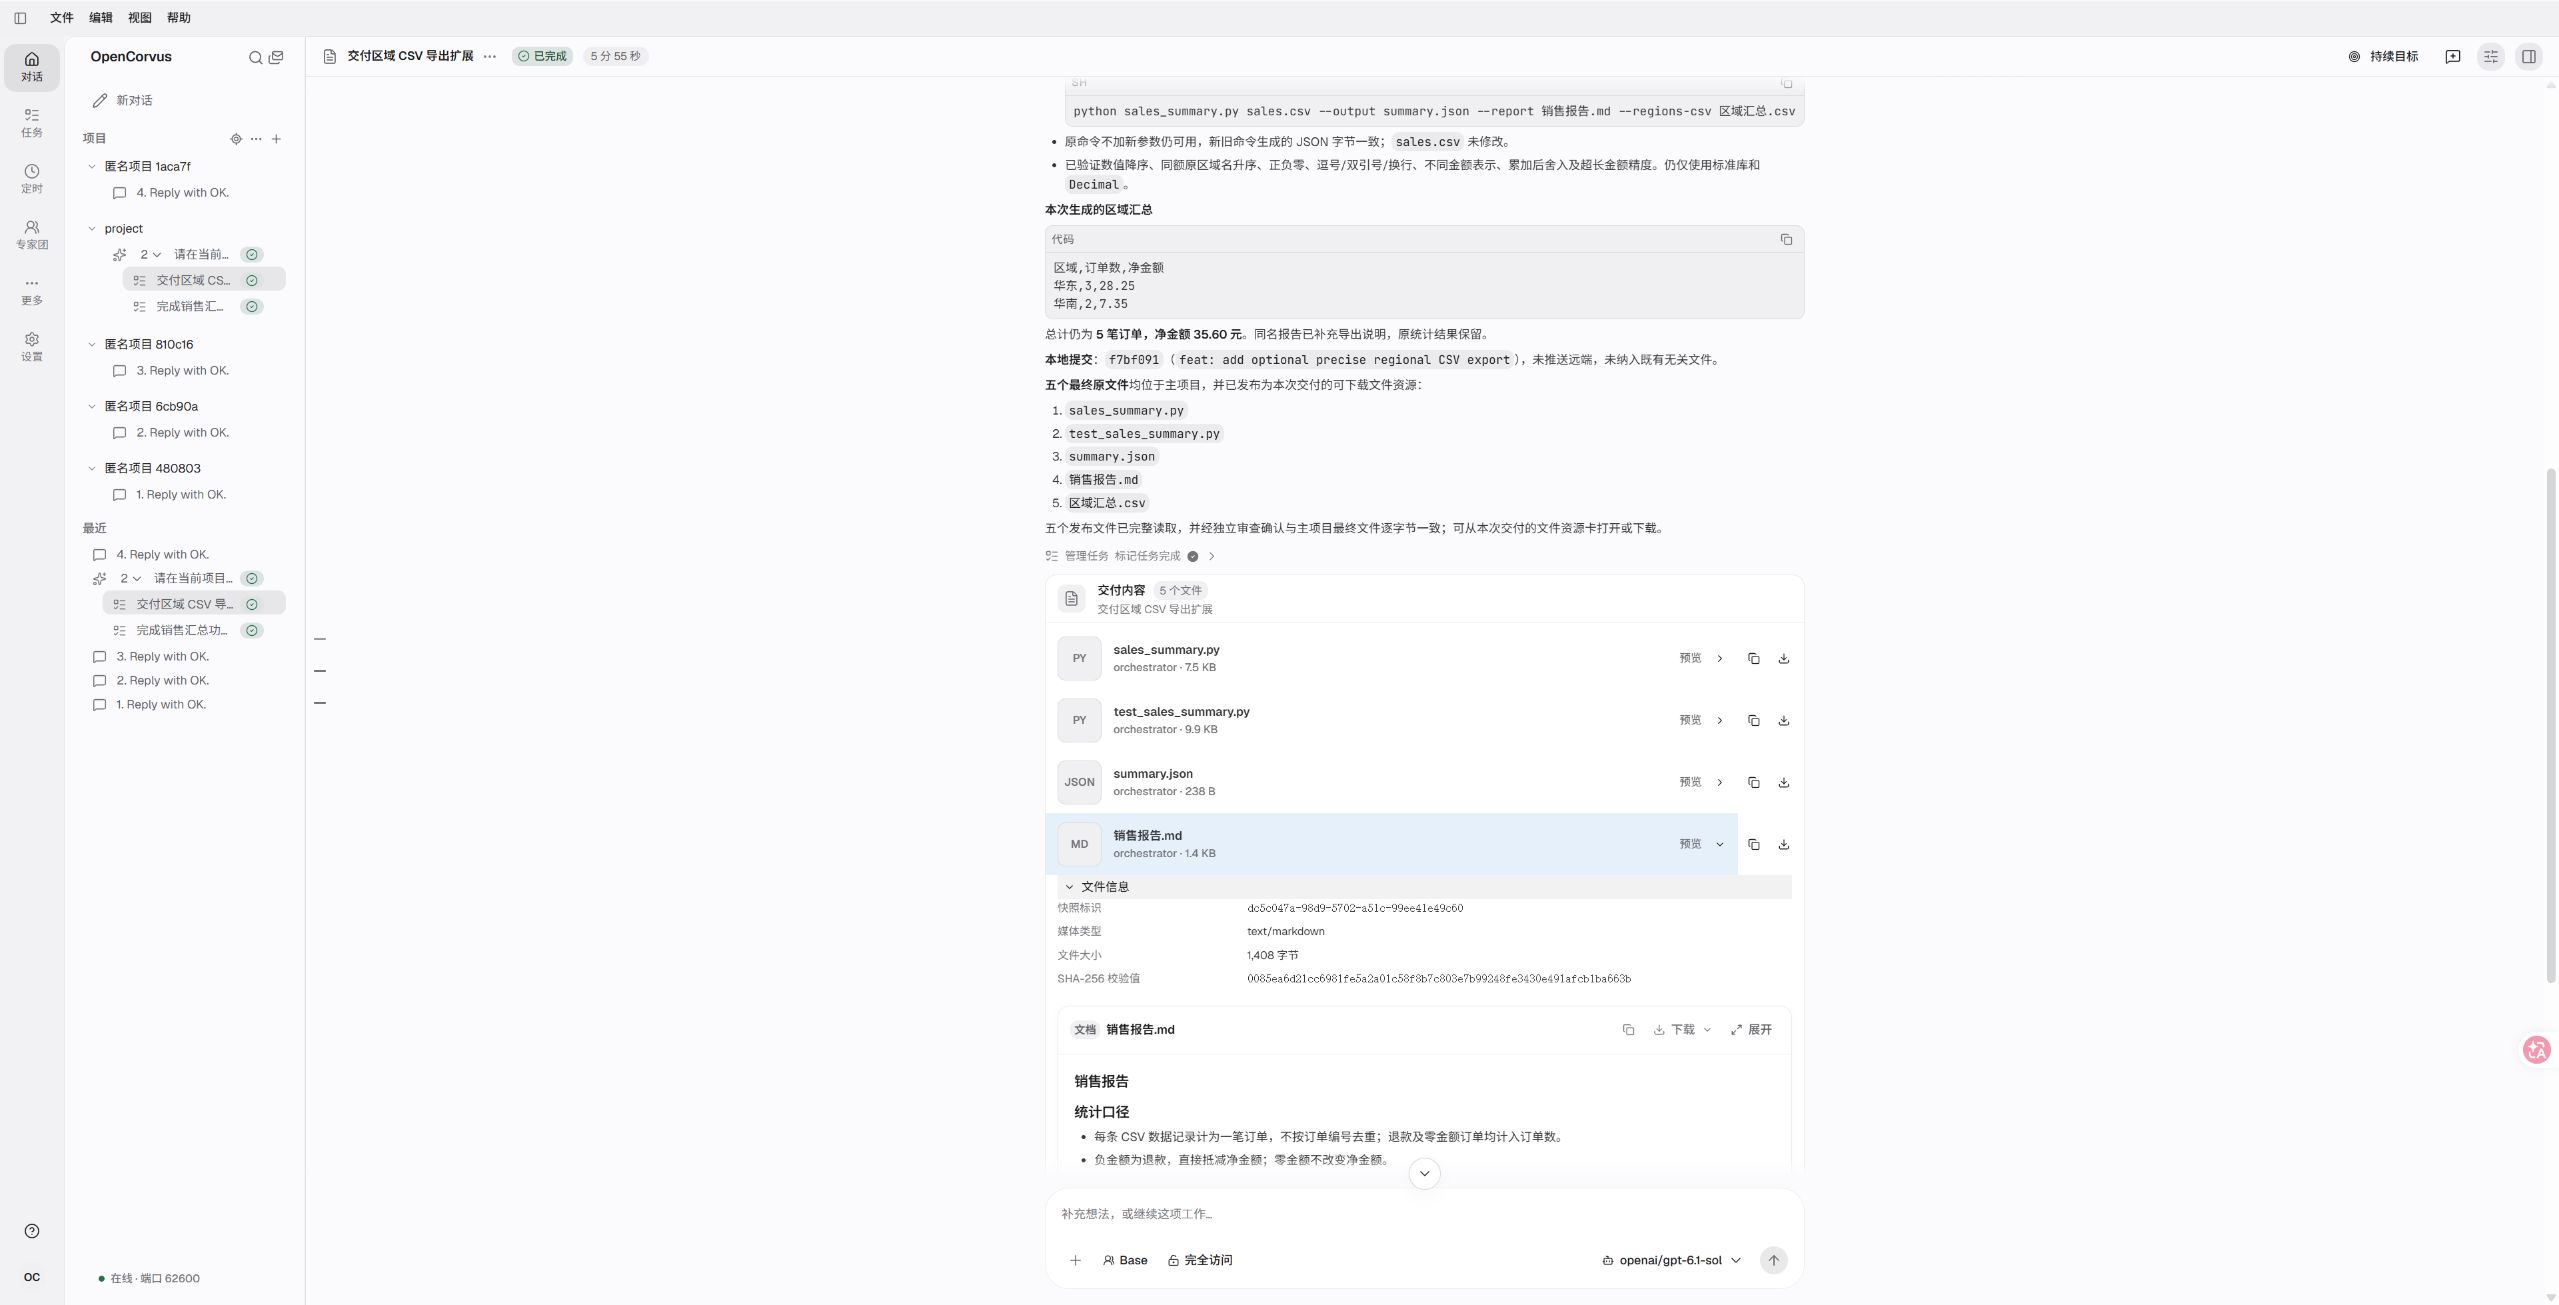 文件 编辑 视图 帮助
对话
任务
定时
专家团
更多
设置
OC
OpenCorvus
新对话
项目
匿名项目 1aca7f
4. Reply with OK.
project
2 请在当前...
交付区域 CS...
完成销售汇...
匿名项目 810c16
3. Reply with OK.
匿名项目 6cb90a
2. Reply with OK.
匿名项目 480803
1. Reply with OK.
最近
4. Reply with OK.
2 请在当前项目...
交付区域 CSV 导...
完成销售汇总功...
3. Reply with OK.
2. Reply with OK.
1. Reply with OK.
在线 · 端口 62600
交付区域 CSV 导出扩展 ··· 已完成 5 分 55 秒
持续目标
SH
python sales_summary.py sales.csv --output summary.json --report 销售报告.md --regions-csv 区域汇总.csv
• 原命令不加新参数仍可用，新旧命令生成的 JSON 字节一致； sales.csv 未修改。
• 已验证数值降序、同额原区域名升序、正负零、逗号/双引号/换行、不同金额表示、累加后舍入及超长金额精度。仍仅使用标准库和
Decimal 。
本次生成的区域汇总
代码
区域,订单数,净金额
华东,3,28.25
华南,2,7.35
总计仍为 5 笔订单，净金额 35.60 元。同名报告已补充导出说明，原统计结果保留。
本地提交： f7bf091 （ feat: add optional precise regional CSV export ），未推送远端，未纳入既有无关文件。
五个最终原文件均位于主项目，并已发布为本次交付的可下载文件资源：
1. sales_summary.py
2. test_sales_summary.py
3. summary.json
4. 销售报告.md
5. 区域汇总.csv
五个发布文件已完整读取，并经独立审查确认与主项目最终文件逐字节一致；可从本次交付的文件资源卡打开或下载。
管理任务 标记任务完成
交付内容 5 个文件
交付区域 CSV 导出扩展
PY sales_summary.py 预览
orchestrator · 7.5 KB
PY test_sales_summary.py 预览
orchestrator · 9.9 KB
JSON summary.json 预览
orchestrator · 238 B
MD 销售报告.md 预览
orchestrator · 1.4 KB
文件信息
快照标识 dc5c047a-98d9-5702-a51c-99ee41e49c60
媒体类型 text/markdown
文件大小 1,408 字节
SHA-256 校验值 0085ea6d21cc6981fe5a2a01c58f8b7c803e7b99248fe3430e491afcb1ba663b
文档 销售报告.md 下载 展开
销售报告
统计口径
• 每条 CSV 数据记录计为一笔订单，不按订单编号去重；退款及零金额订单均计入订单数。
• 负金额为退款，直接抵减净金额；零金额不改变净金额。
补充想法，或继续这项工作...
Base 完全访问 openai/gpt-6.1-sol